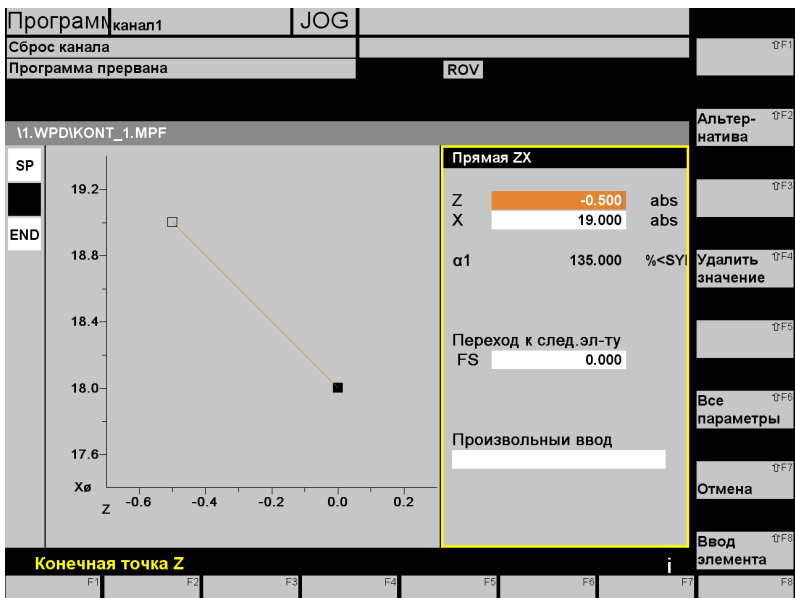 Программ канал1 JOG
Сброс канала
Программа прервана ROV
\1.WPD\KONT_1.MPF
SP
END
19.2
18.8
18.4
18.0
17.6
Xø
Z -0.6 -0.4 -0.2 0.0 0.2
Прямая ZX
Z -0.500 abs
X 19.000 abs
α1 135.000 %<SYI
Переход к след.эл-ту
FS 0.000
Произвольныи ввод
Конечная точка Z i
⇧F1
Альтер- ⇧F2
натива
⇧F3
Удалить ⇧F4
значение
⇧F5
Все ⇧F6
параметры
⇧F7
Отмена
Ввод ⇧F8
элемента
F1 F2 F3 F4 F5 F6 F7 F8